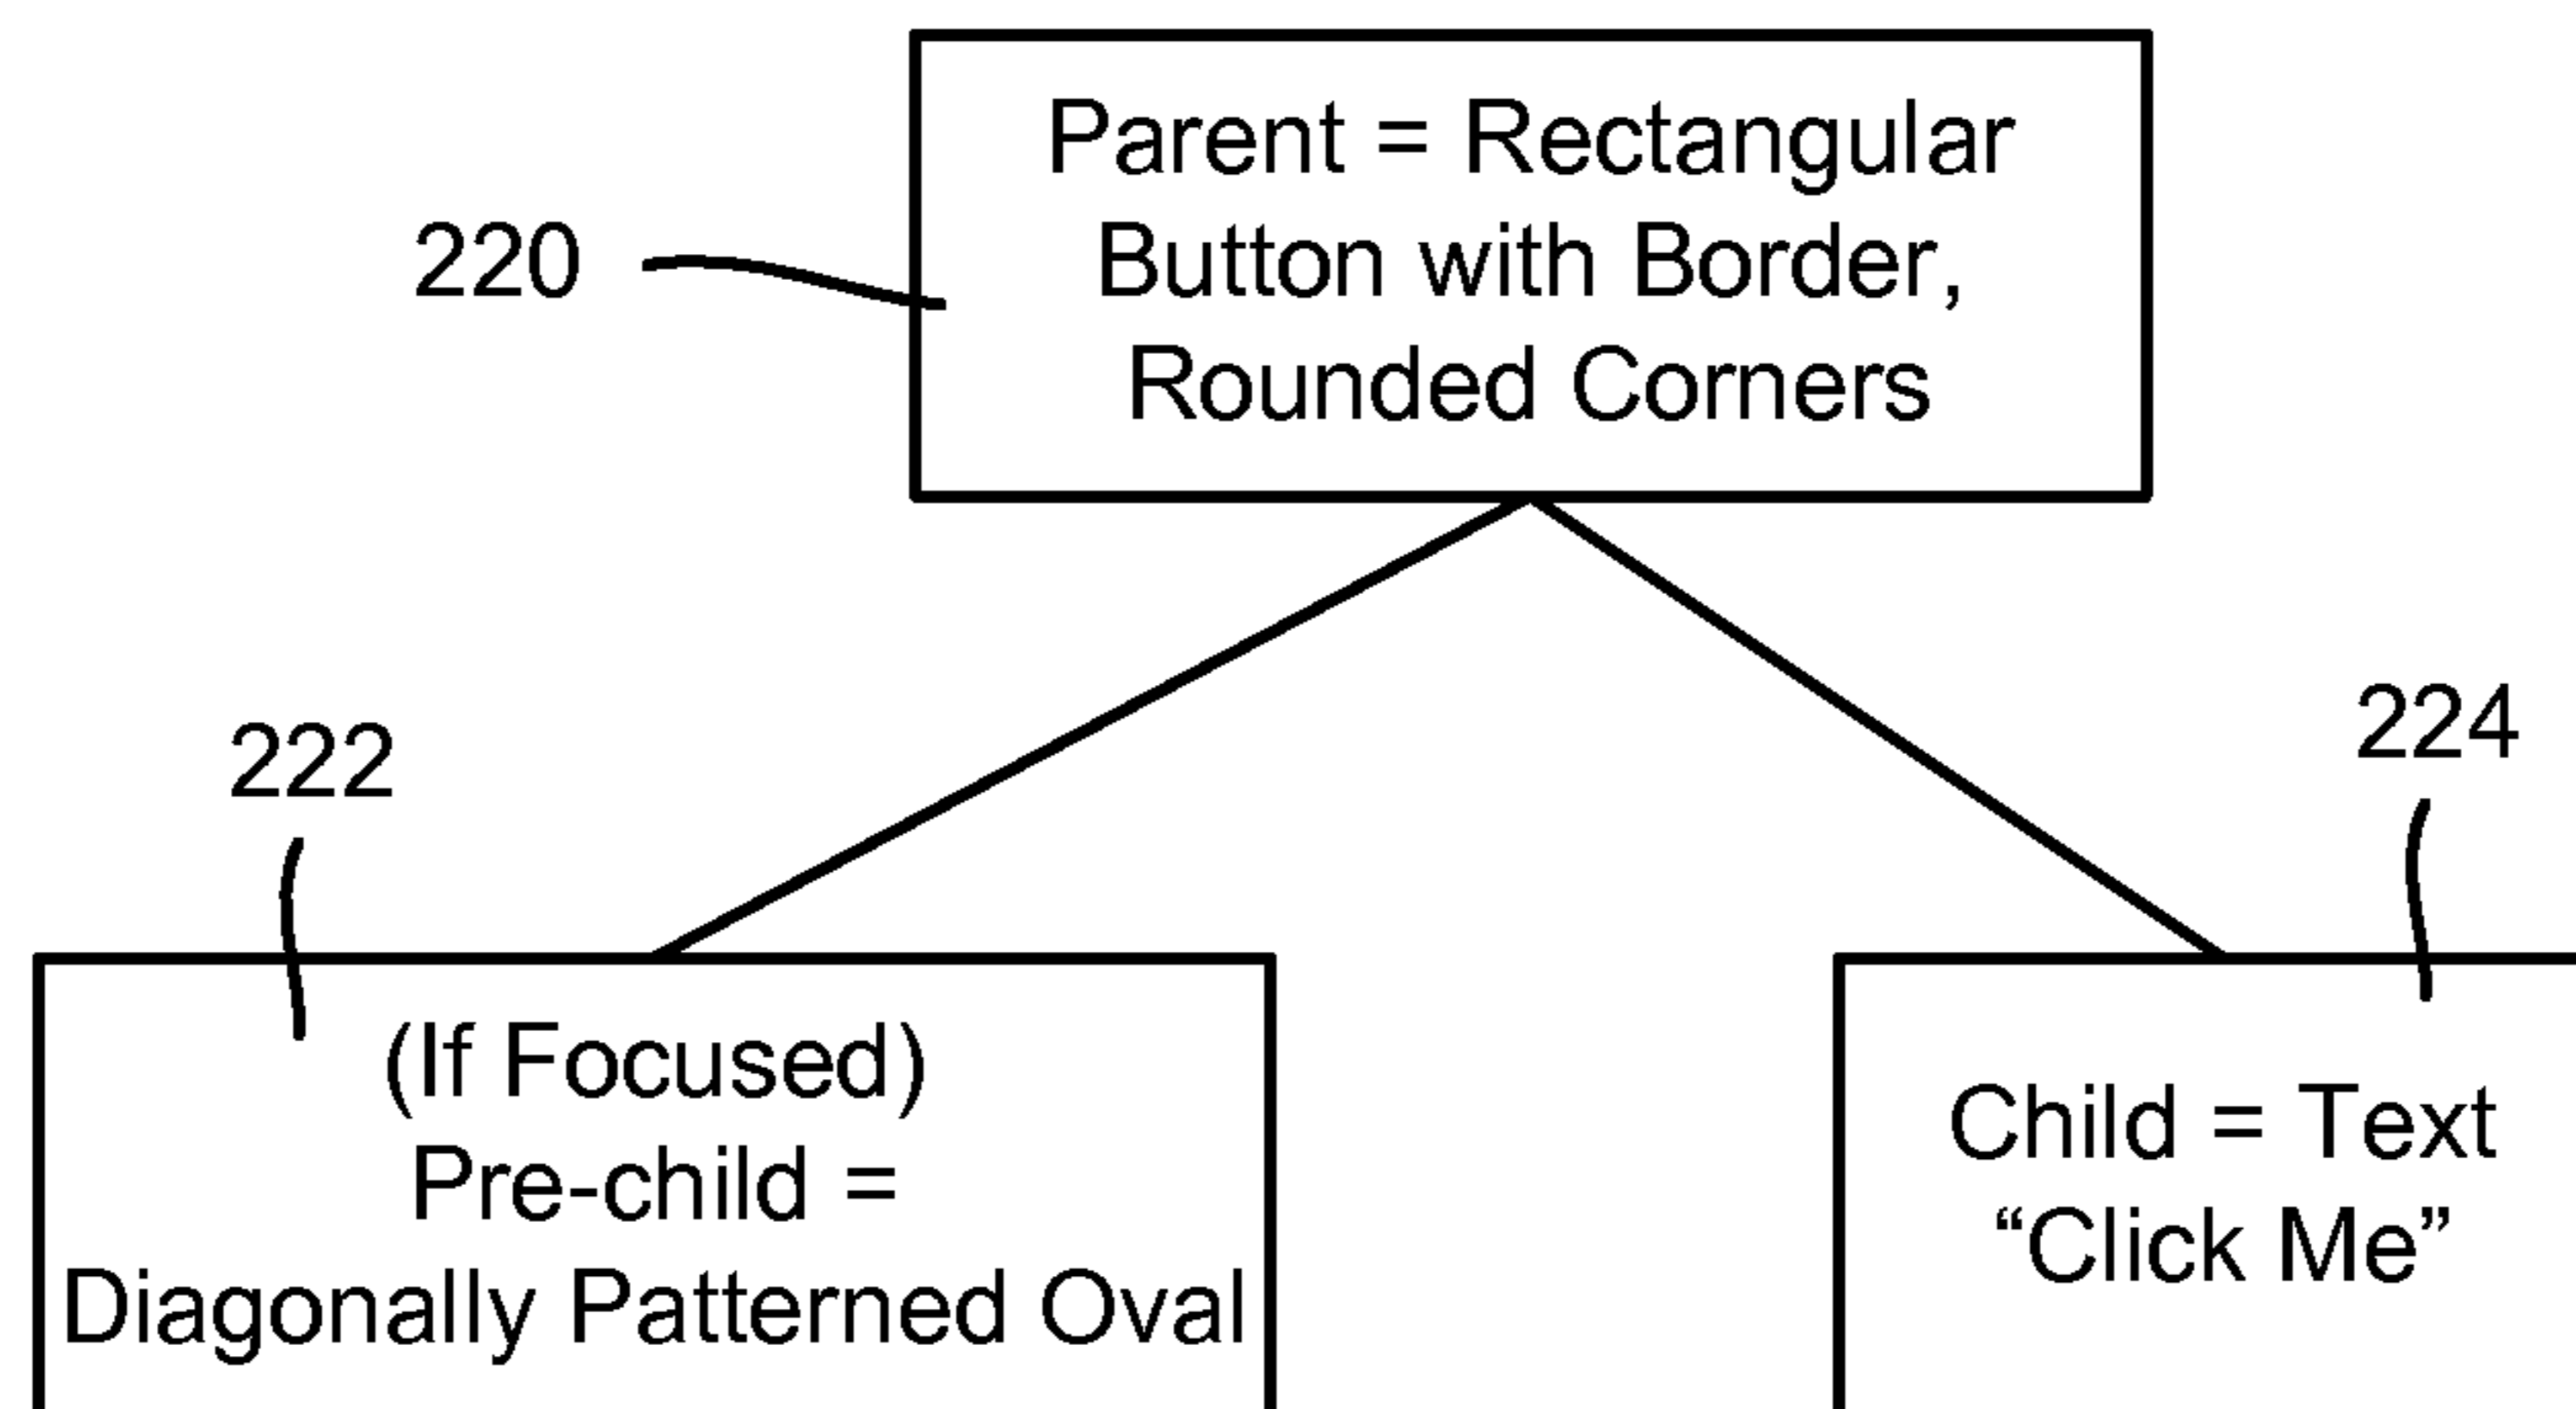 Parent = Rectangular
Button with Border,
Rounded Corners
220
222
224
(If Focused)
Pre-child =
Diagonally Patterned Oval
Child = Text
“Click Me”